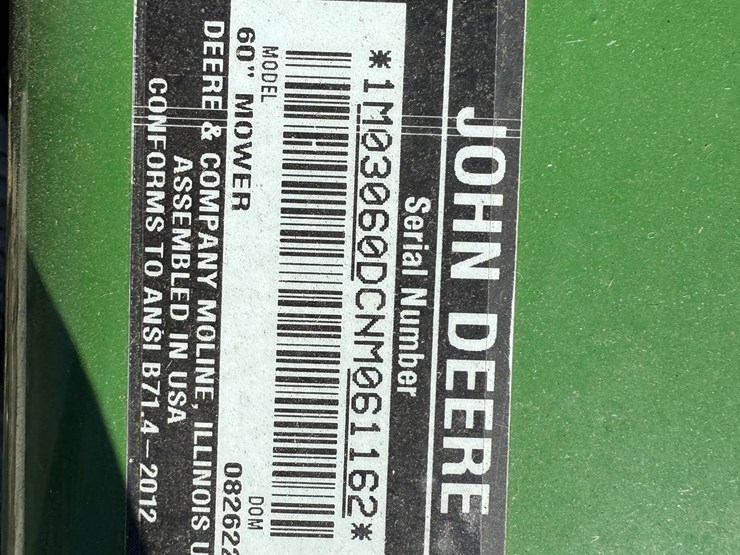 JOHN DEERE
Serial Number
*1M03060DCNM061162*
MODEL DOM
60" MOWER 082622
DEERE & COMPANY MOLINE, ILLINOIS U
ASSEMBLED IN USA
CONFORMS TO ANSI B71.4-2012